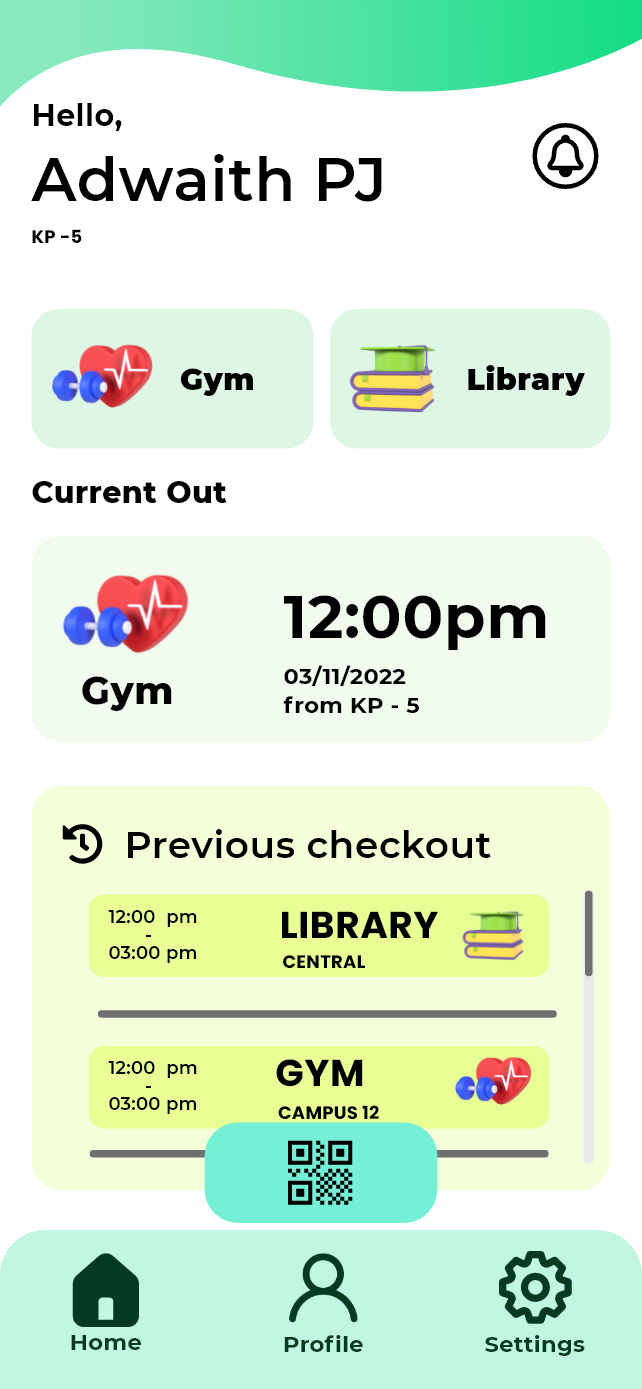 Hello,
Adwaith PJ
KP -5
Gym
Library
Current Out
Gym
12:00pm
03/11/2022
from KP - 5
Previous checkout
12:00 pm
-
03:00 pm
LIBRARY
CENTRAL
12:00 pm
-
03:00 pm
GYM
CAMPUS 12
Home
Profile
Settings